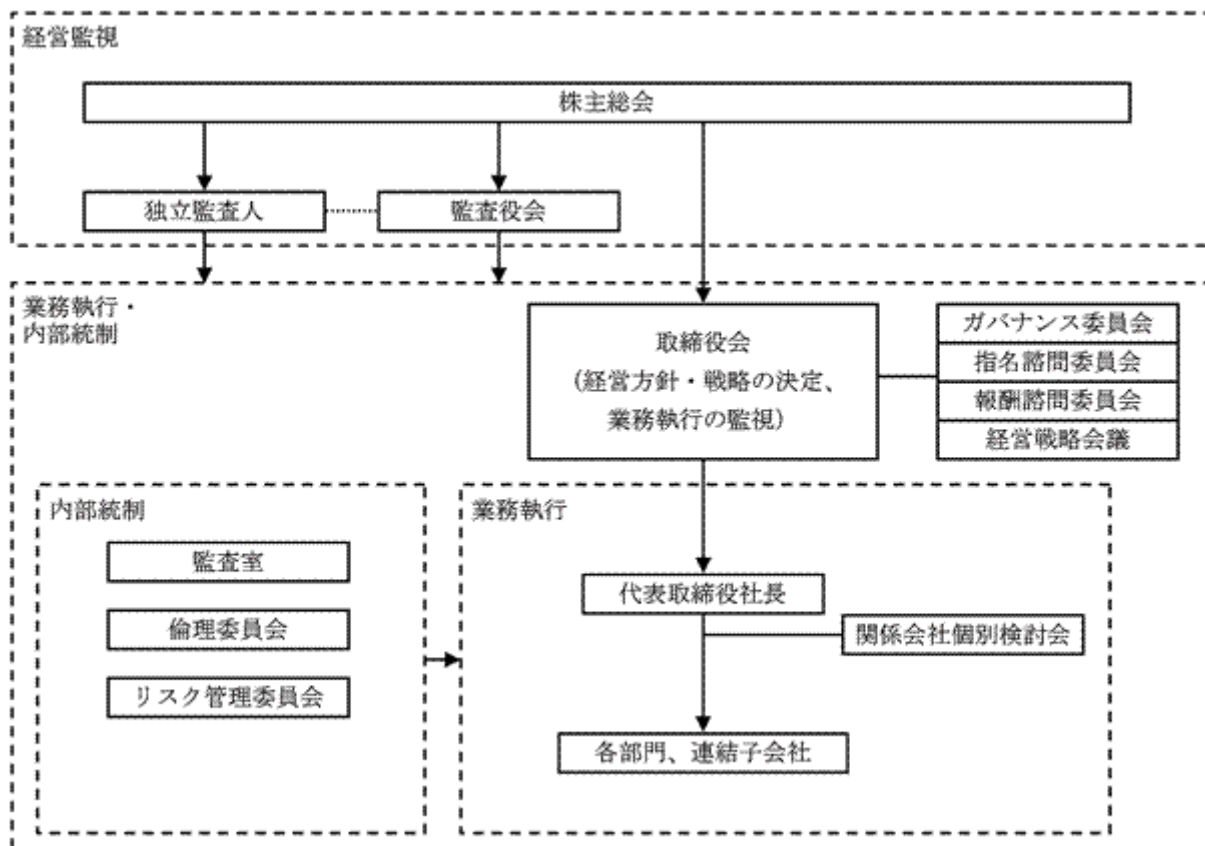 経営監視
株主総会
独立監査人
監査役会
業務執行・
内部統制
取締役会
(経営方針・戦略の決定、
業務執行の監視)
ガバナンス委員会
指名諮問委員会
報酬諮問委員会
経営戦略会議
内部統制
監査室
倫理委員会
リスク管理委員会
業務執行
代表取締役社長
関係会社個別検討会
各部門、連結子会社